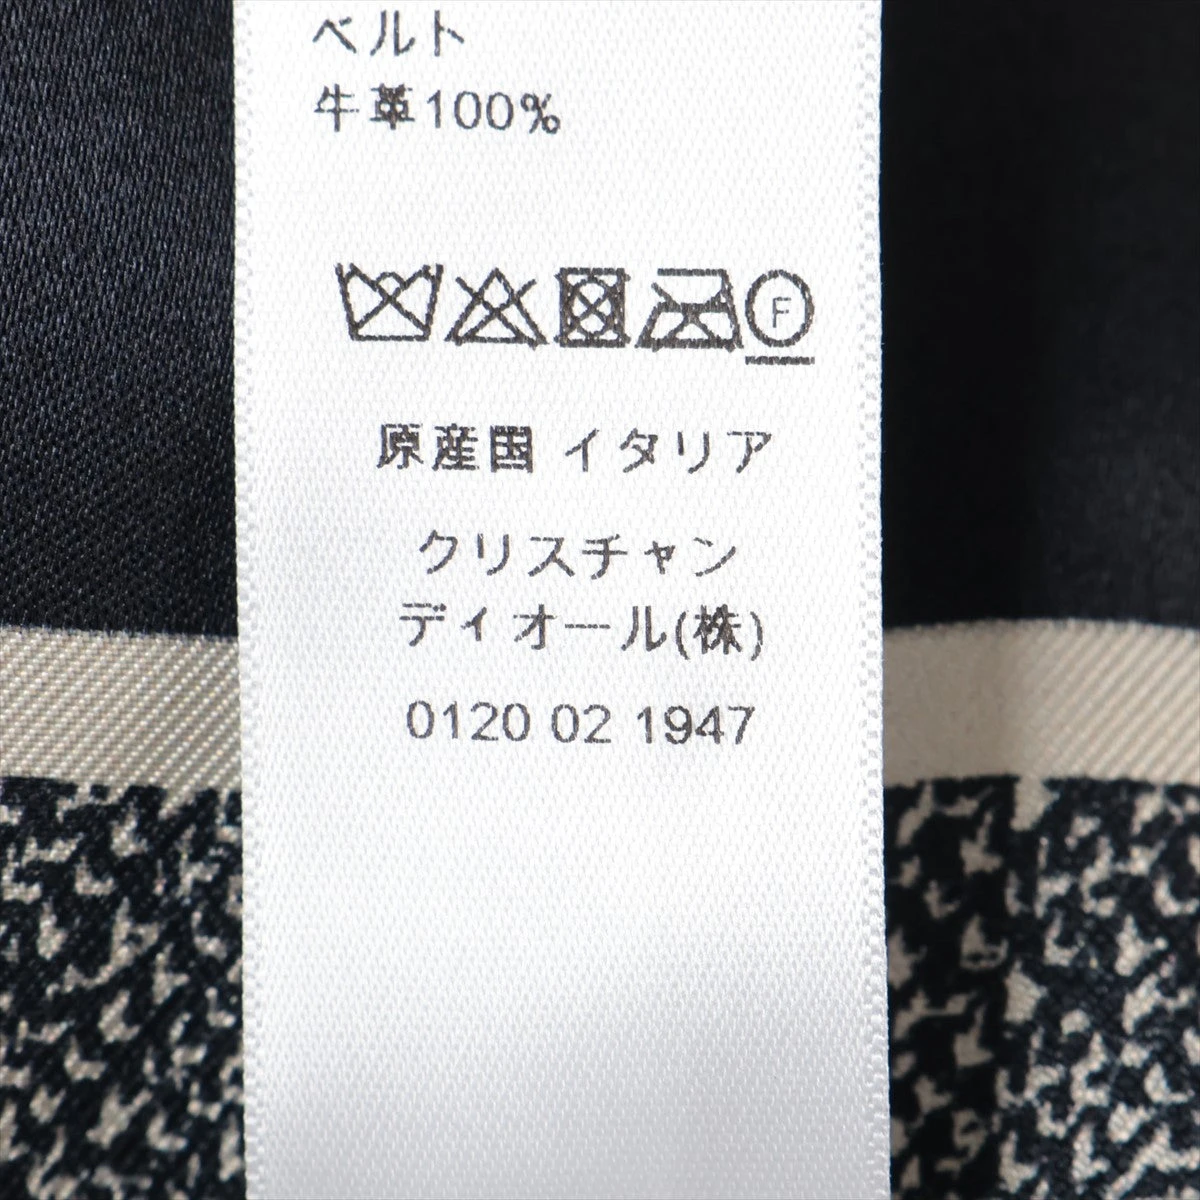 ベルト
牛革100%
F
原産国 イタリア
クリスチャン
ディオール(株)
0120 02 1947